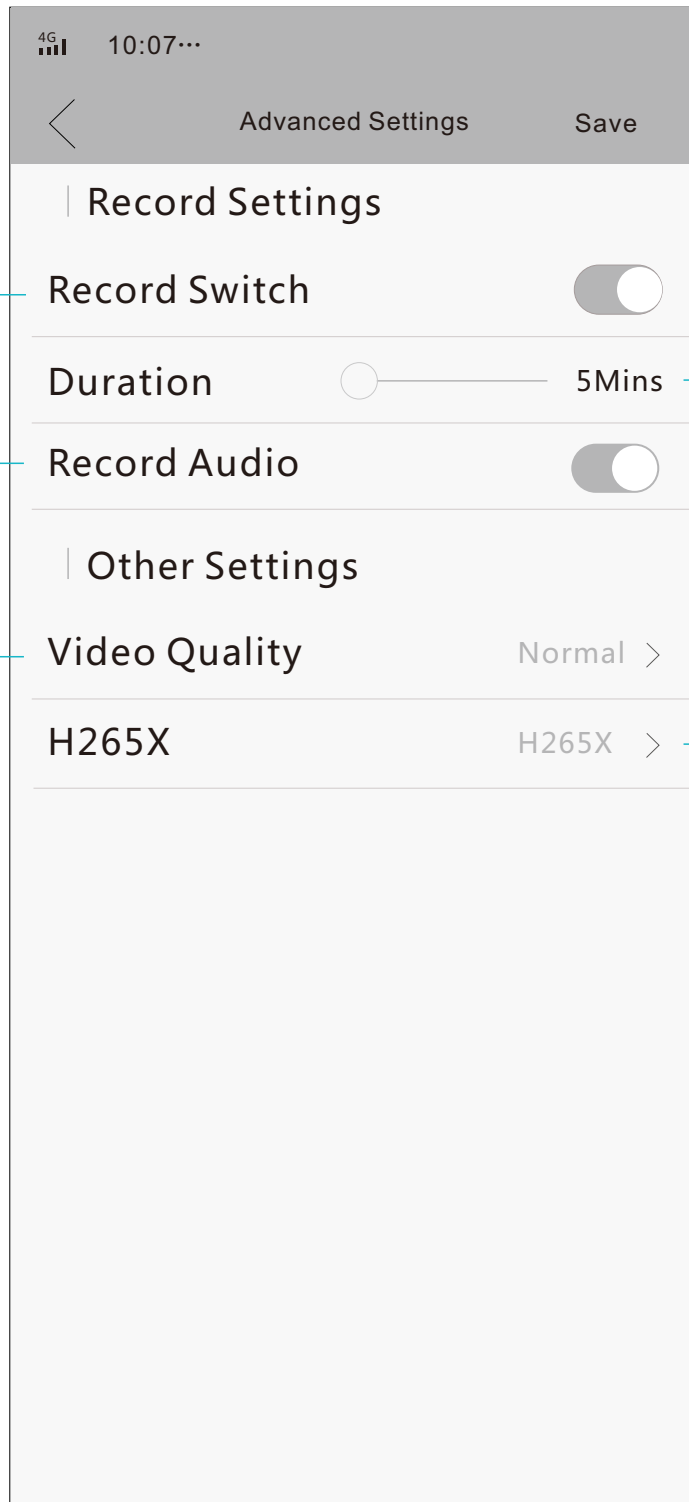 4G 10:07···
Advanced Settings Save
Record Settings
Record Switch
Duration 5Mins
Record Audio
Other Settings
Video Quality Normal
H265X H265X